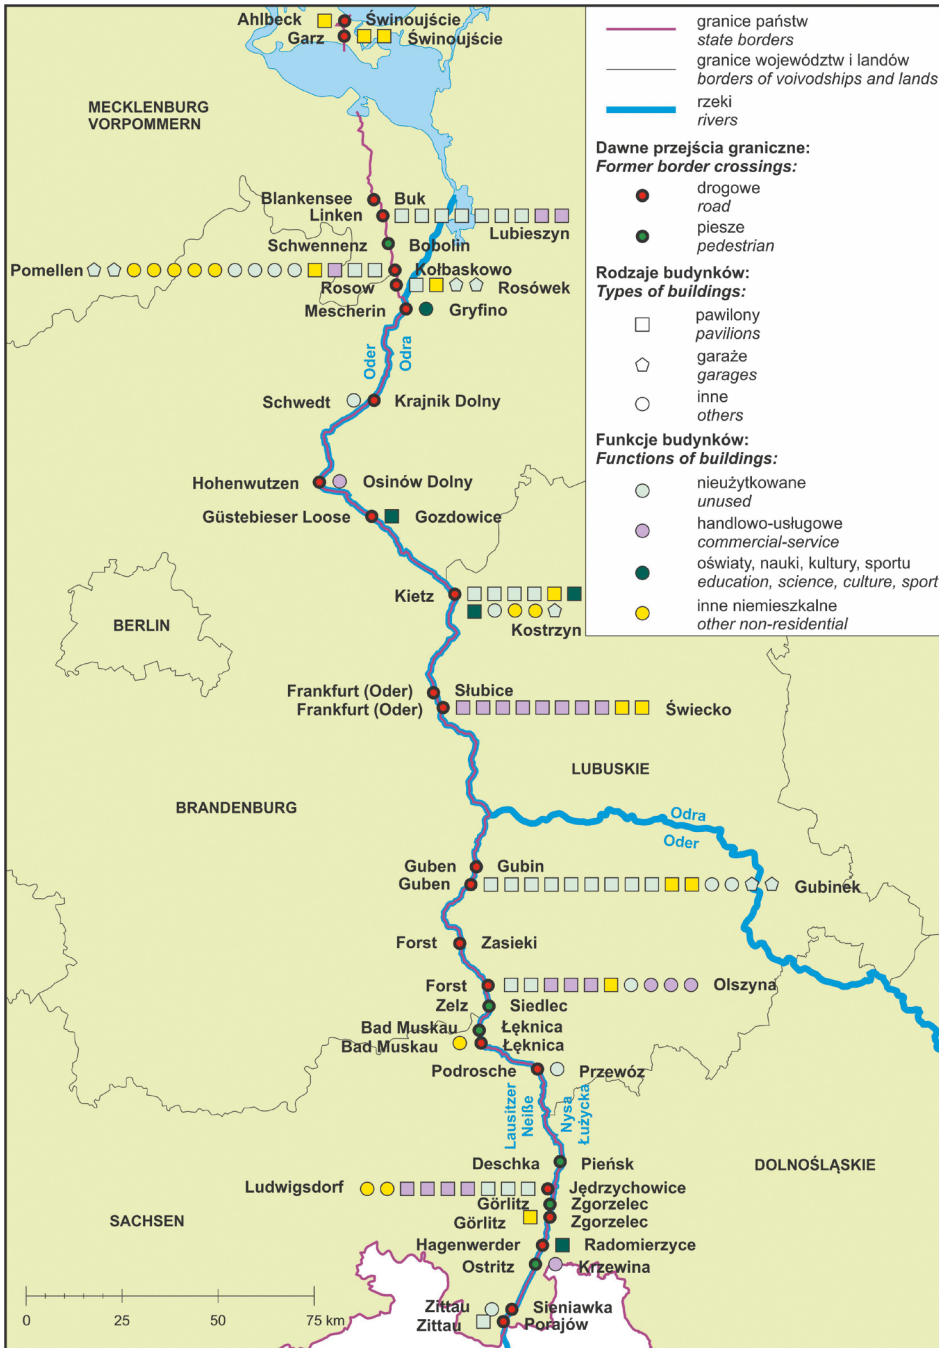 Ahlbeck Świnoujście
Garz Świnoujście
MECKLENBURG
VORPOMMERN
Blankensee Buk
Linken
Lubieszyn
Schwennenz Bobolin
Pomellen Kołbaskowo
Rosow Rosówek
Mescherin Gryfino
Oder Odra
Schwedt Krajnik Dolny
Hohenwutzen Osinów Dolny
Güstebieser Loose Gozdowice
Kietz
Kostrzyn
BERLIN
Frankfurt (Oder) Słubice
Frankfurt (Oder) Świecko
LUBUSKIE
BRANDENBURG
Odra
Oder
Guben Gubin
Guben Gubinek
Forst Zasieki
Forst Olszyna
Zelz Siedlec
Bad Muskau Łęknica
Bad Muskau Łęknica
Podrosche Przewóz
Lausitzer
Neiße
Nysa
Łużycka
Deschka Pieńsk
DOLNOŚLĄSKIE
Ludwigsdorf Jędrzychowice
Görlitz Zgorzelec
Görlitz Zgorzelec
SACHSEN
Hagenwerder Radomierzyce
Ostritz Krzewina
Zittau Sieniawka
Zittau Porajów
0 25 50 75 km
granice państw
state borders
granice województw i landów
borders of voivodships and lands
rzeki
rivers
Dawne przejścia graniczne:
Former border crossings:
drogowe
road
piesze
pedestrian
Rodzaje budynków:
Types of buildings:
pawilony
pavilions
garaże
garages
inne
others
Funkcje budynków:
Functions of buildings:
nieużytkowane
unused
handlowo-usługowe
commercial-service
oświaty, nauki, kultury, sportu
education, science, culture, sport
inne niemieszkalne
other non-residential